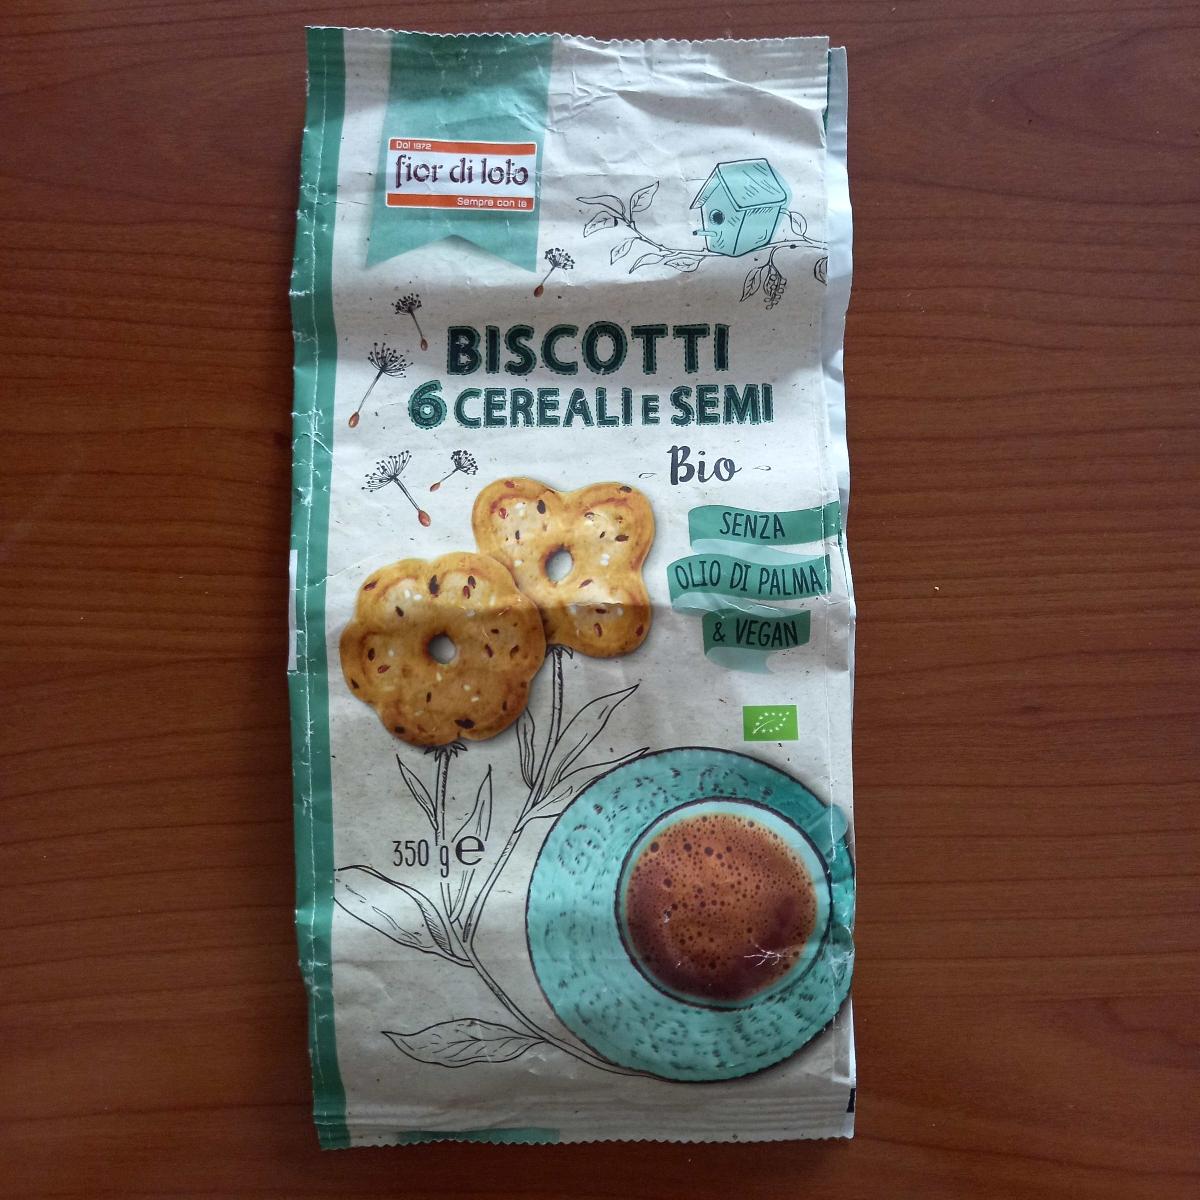 Dal 1972
fior di loto
Sempre con te
BISCOTTI
6 CEREALI E SEMI
Bio
SENZA
OLIO DI PALMA
& VEGAN
350 g e